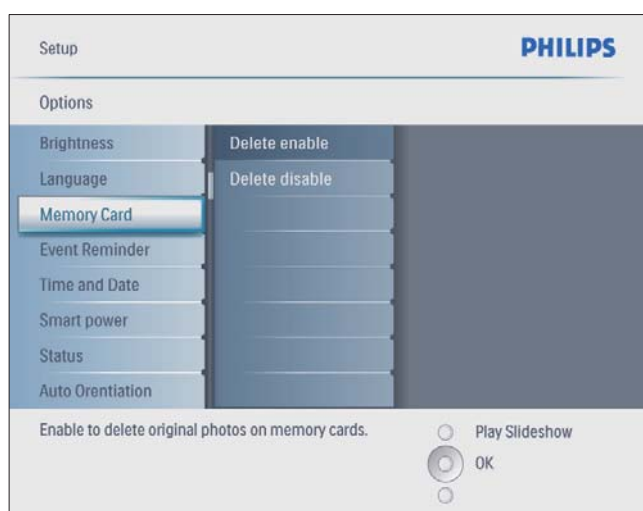 Setup
PHILIPS
Options
Brightness
Delete enable
Language
Delete disable
Memory Card
Event Reminder
Time and Date
Smart power
Status
Auto Orentiation
Enable to delete original photos on memory cards.
Play Slideshow
OK